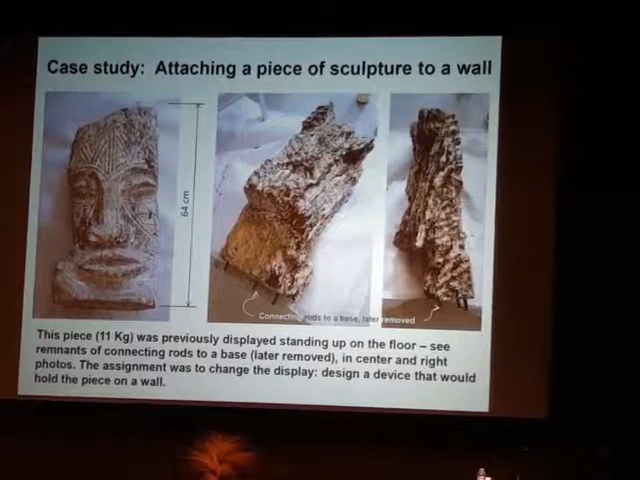 Case study: Attaching a piece of sculpture to a wall
64 cm
Connecting rods to a base, later removed
This piece (11 Kg) was previously displayed standing up on the floor – see
remnants of connecting rods to a base (later removed), in center and right
photos. The assignment was to change the display: design a device that would
hold the piece on a wall.